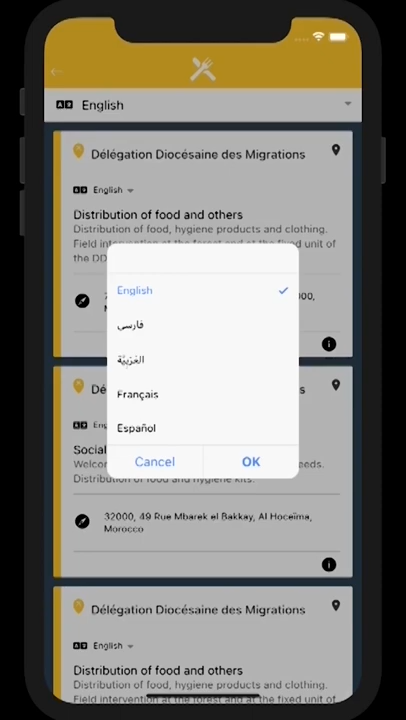 English
Délégation Diocésaine des Migrations
English
Distribution of food and others
Distribution of food, hygiene products and clothing.
Field intervention at the forest and at the fixed unit of
the DD
English
فارسی
العَرَبِيَّة
Français
Español
Cancel
OK
Dé
s
Eng
Social
Welcor
eeds.
Distribution of food and hygiene kits.
32000, 49 Rue Mbarek el Bakkay, Al Hoceïma,
Morocco
Délégation Diocésaine des Migrations
English
Distribution of food and others
Distribution of food, hygiene products and clothing.
Field intervention at the forest and at the fixed unit of